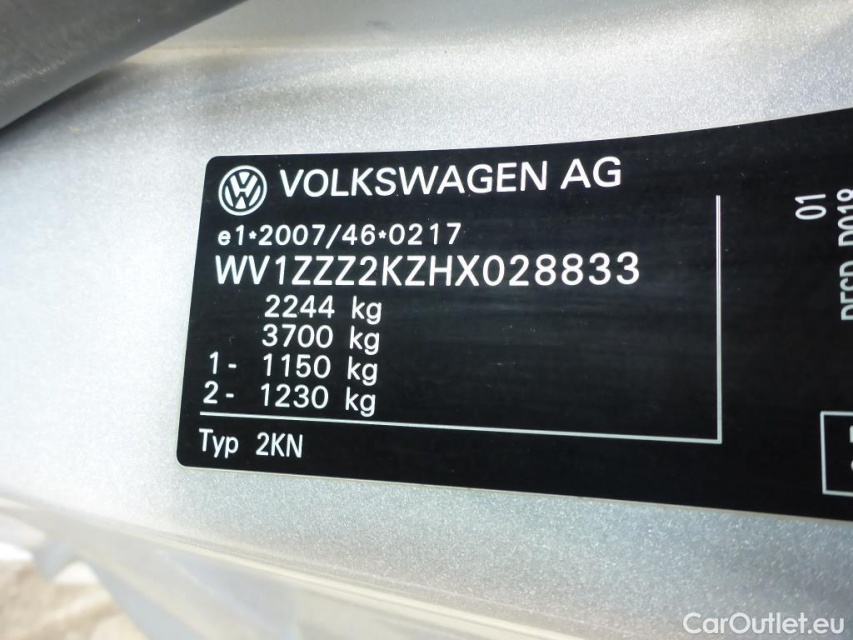 VOLKSWAGEN AG
e1*2007/46*0217
WV1ZZZ2KZHX028833
2244 kg
3700 kg
1- 1150 kg
2- 1230 kg
Typ 2KN
01
CarOutlet.eu